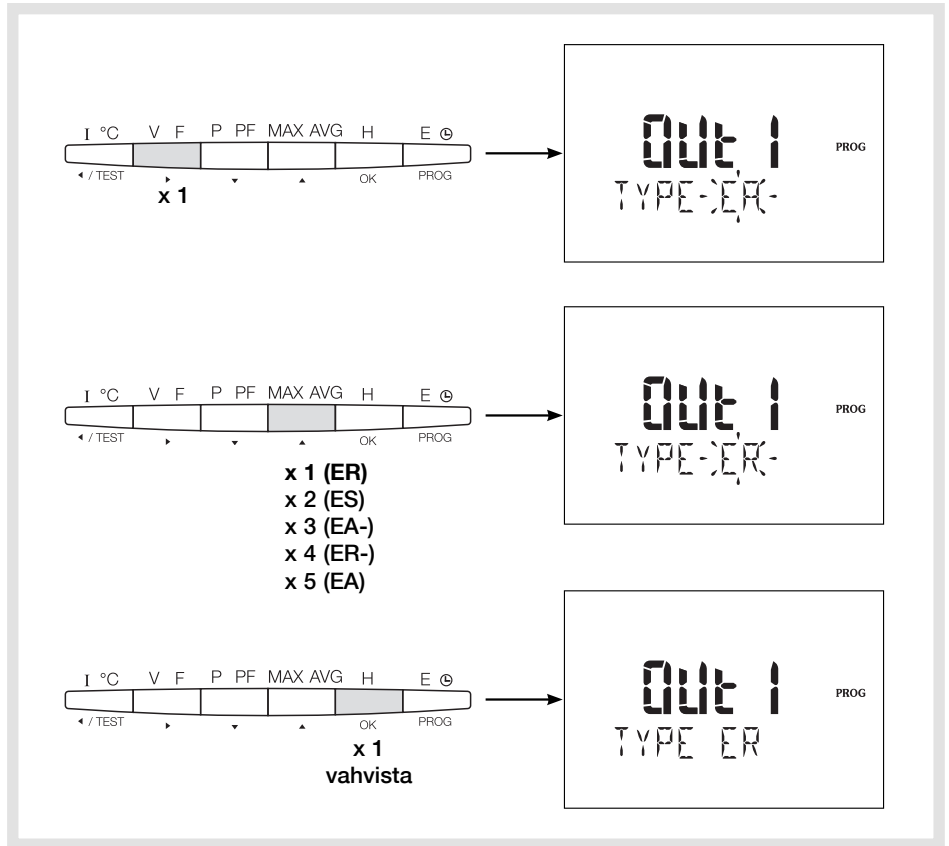 I °C V F P PF MAX AVG H E
◂ / TEST ▸ ▾ ▴ OK PROG
x 1
OUt 1 PROG
TYPE EA
I °C V F P PF MAX AVG H E
◂ / TEST ▸ ▾ ▴ OK PROG
x 1 (ER)
x 2 (ES)
x 3 (EA-)
x 4 (ER-)
x 5 (EA)
OUt 1 PROG
TYPE ER
I °C V F P PF MAX AVG H E
◂ / TEST ▸ ▾ ▴ OK PROG
x 1
vahvista
OUt 1 PROG
TYPE ER